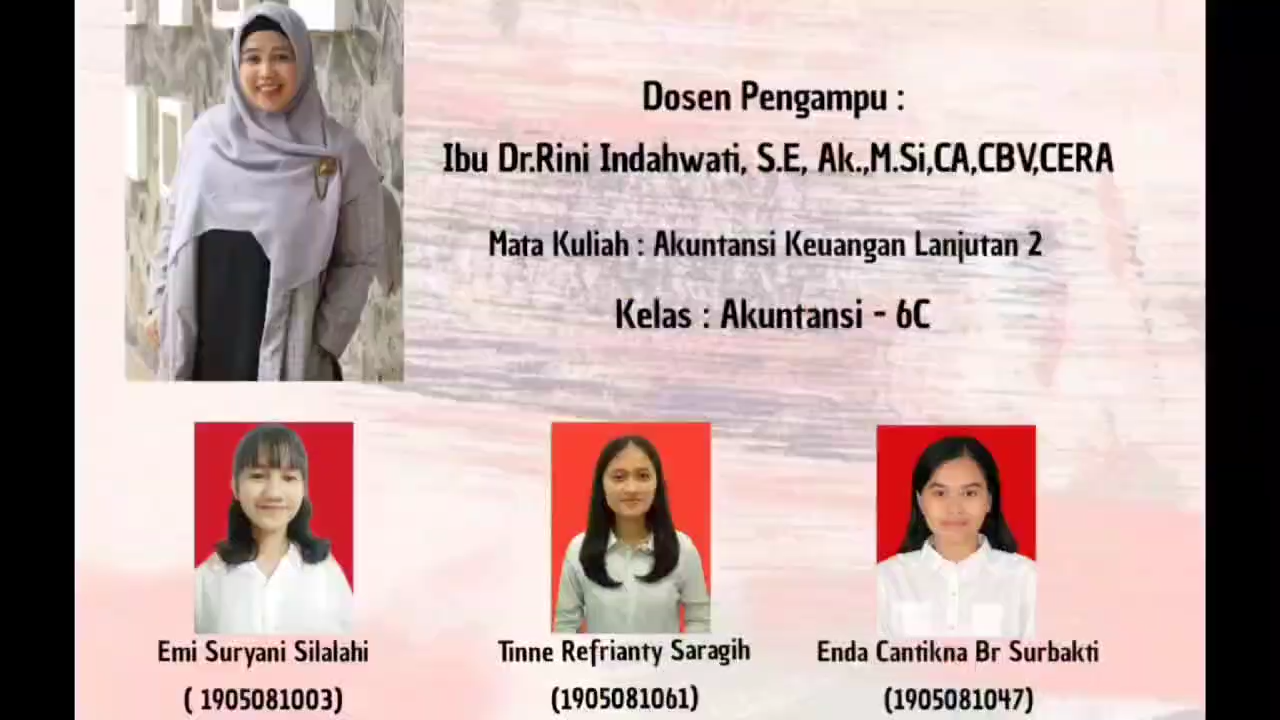 Dosen Pengampu :
Ibu Dr.Rini Indahwati, S.E, Ak.,M.Si,CA,CBV,CERA
Mata Kuliah : Akuntansi Keuangan Lanjutan 2
Kelas : Akuntansi - 6C
Emi Suryani Silalahi
( 1905081003)
Tinne Refrianty Saragih
(1905081061)
Enda Cantikna Br Surbakti
(1905081047)